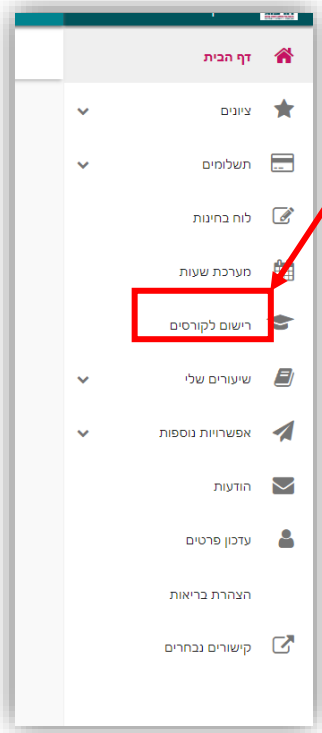 דף הבית
ציונים
תשלומים
לוח בחינות
מערכת שעות
רישום לקורסים
שיעורים שלי
אפשרויות נוספות
הודעות
עדכון פרטים
הצהרת בריאות
קישורים נבחרים